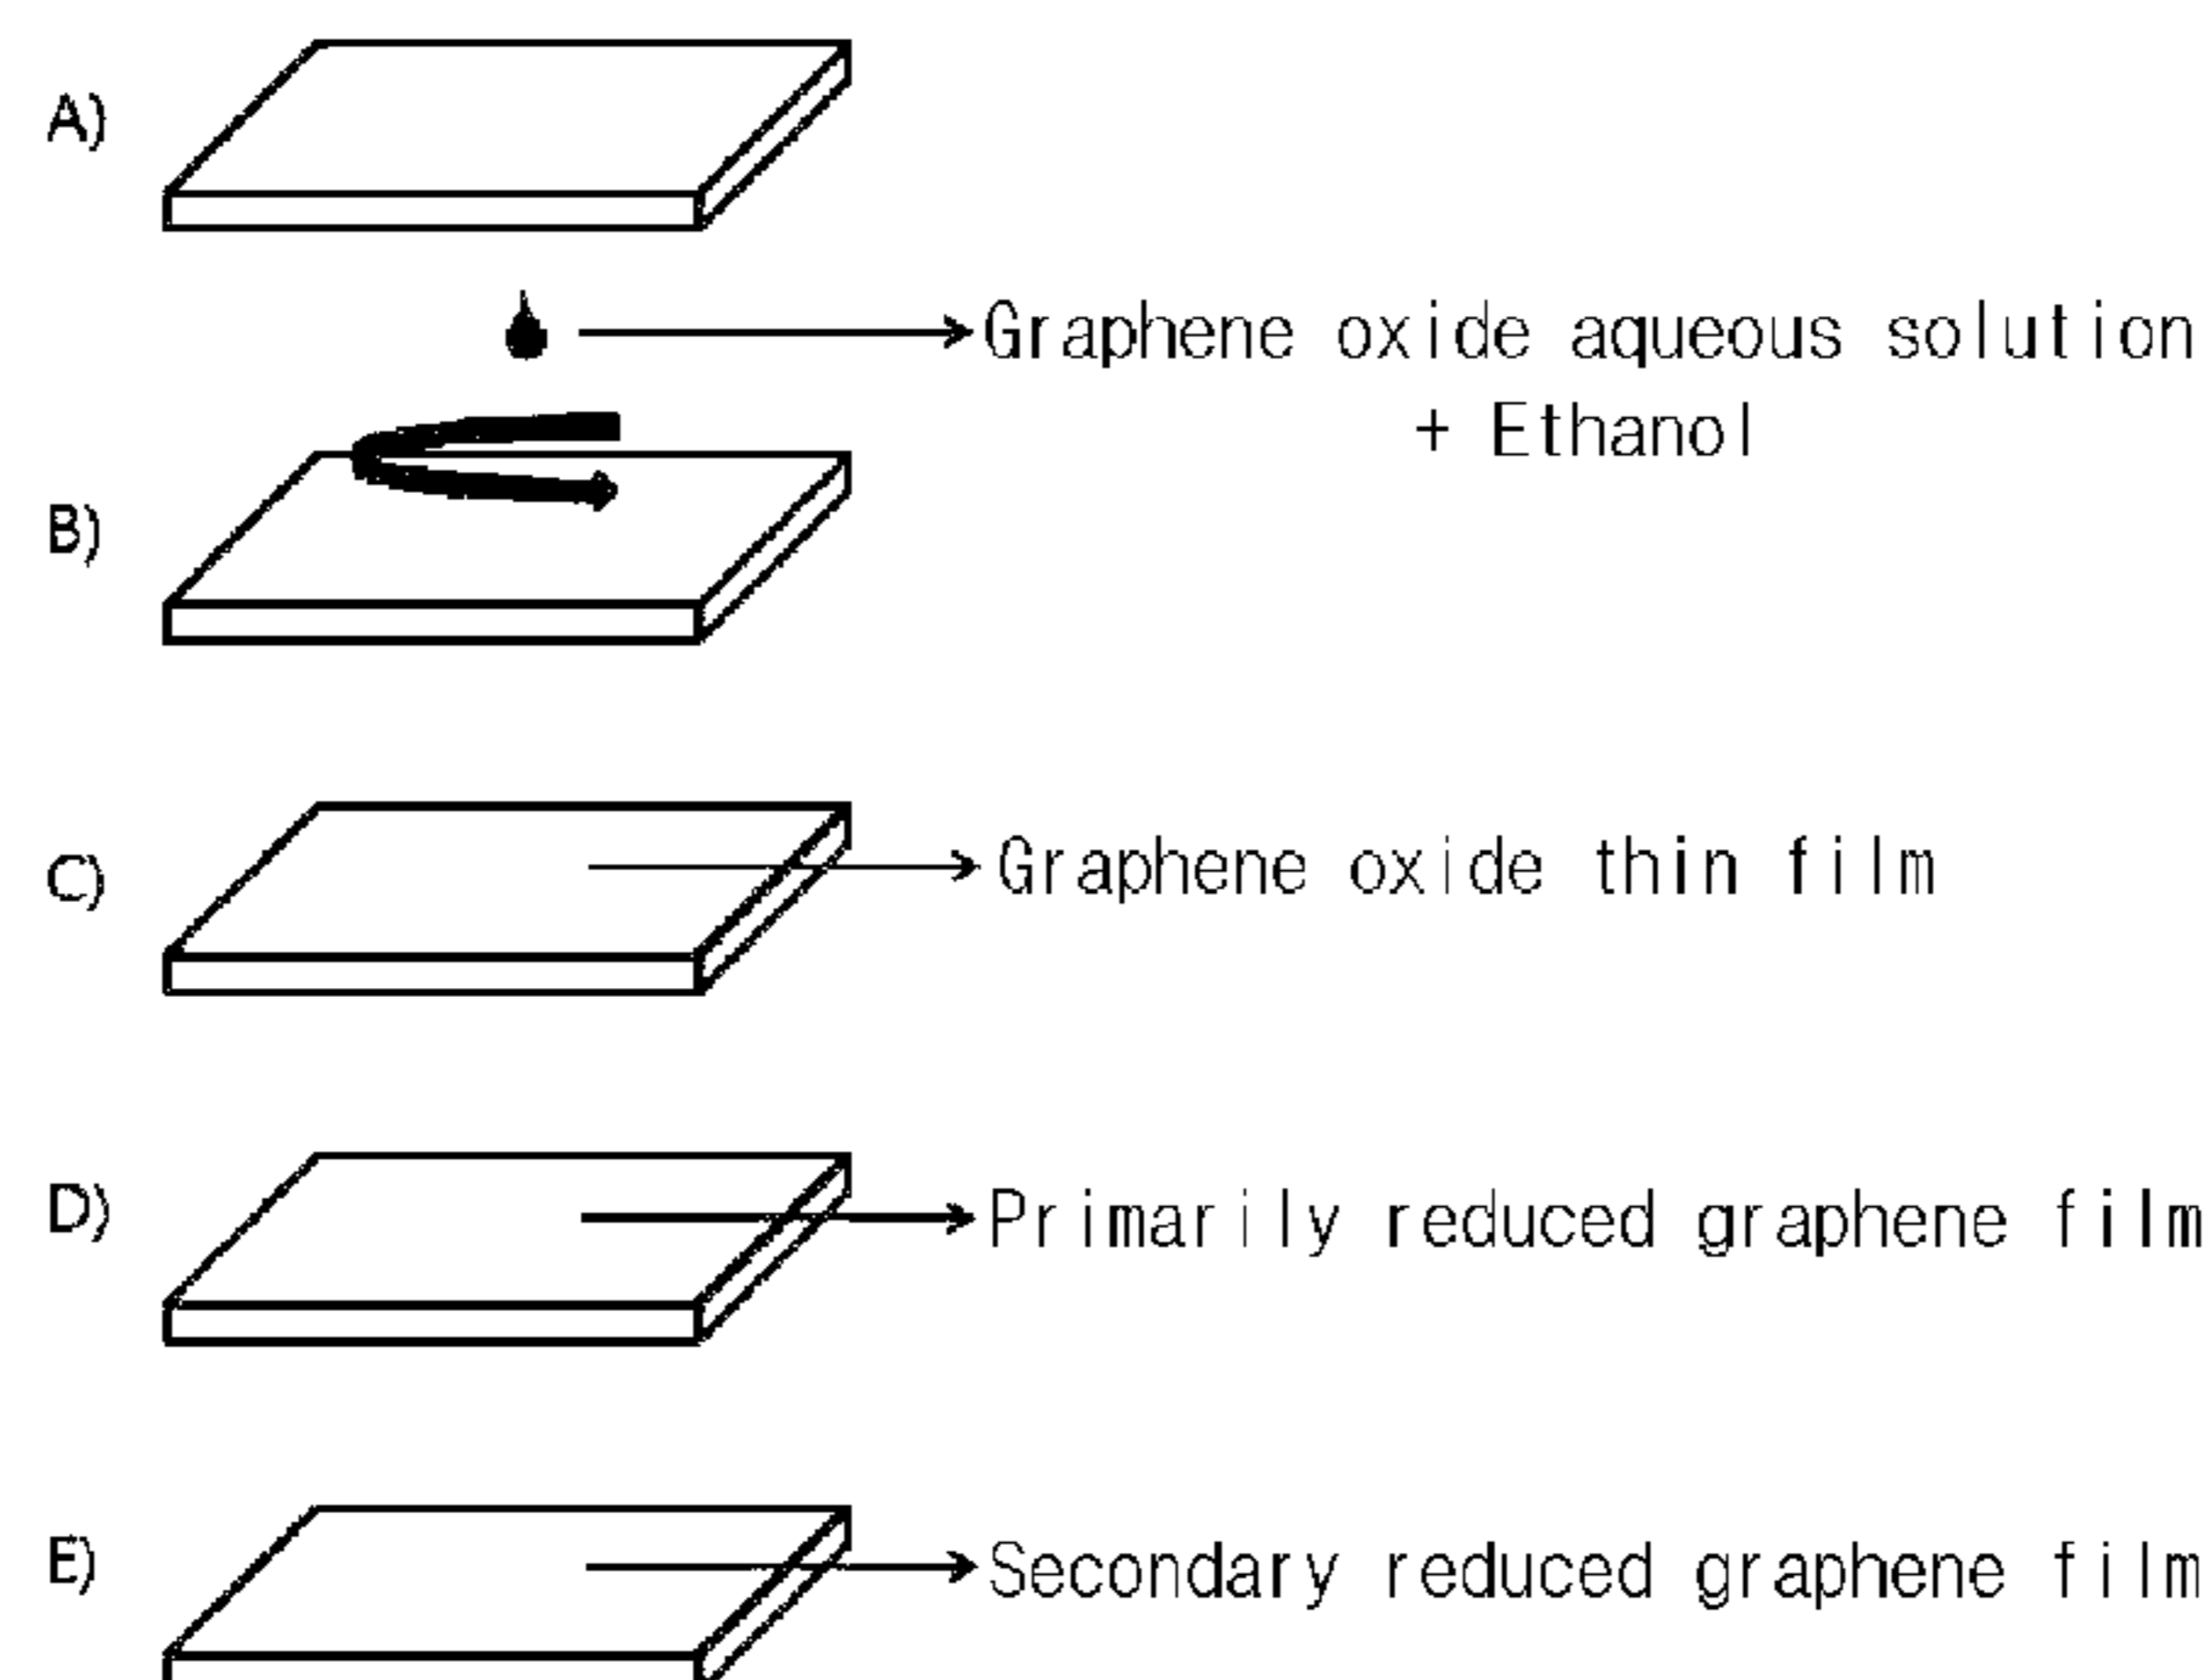 A)
Graphene oxide aqueous solution
+ Ethanol
B)
C)
Graphene oxide thin film
D)
Primarily reduced graphene film
E)
Secondary reduced graphene film